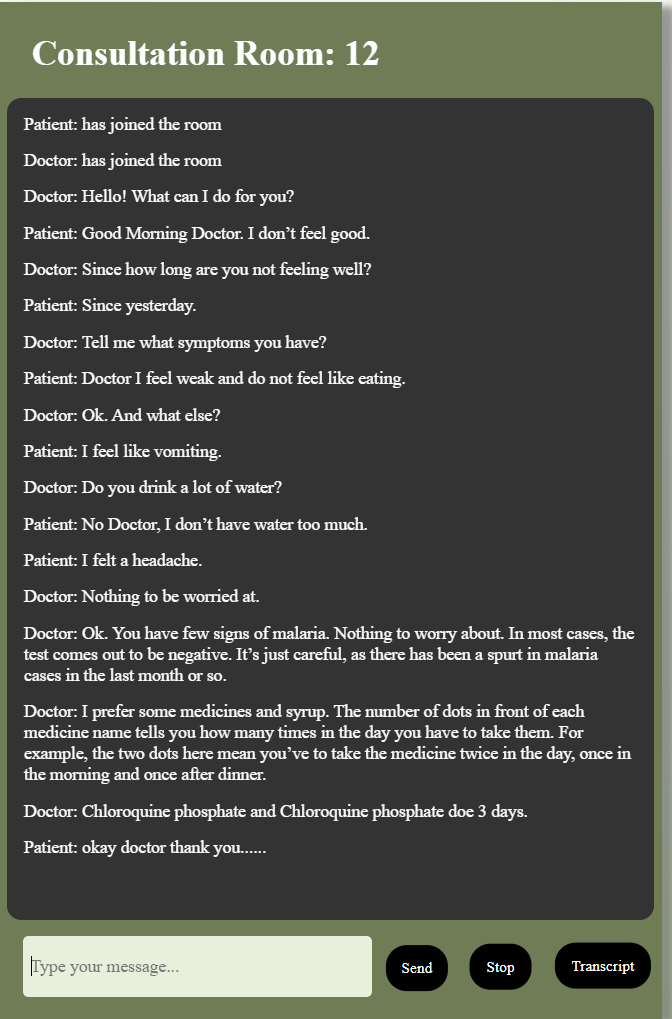 Consultation Room: 12
Patient: has joined the room
Doctor: has joined the room
Doctor: Hello! What can I do for you?
Patient: Good Morning Doctor. I don’t feel good.
Doctor: Since how long are you not feeling well?
Patient: Since yesterday.
Doctor: Tell me what symptoms you have?
Patient: Doctor I feel weak and do not feel like eating.
Doctor: Ok. And what else?
Patient: I feel like vomiting.
Doctor: Do you drink a lot of water?
Patient: No Doctor, I don’t have water too much.
Patient: I felt a headache.
Doctor: Nothing to be worried at.
Doctor: Ok. You have few signs of malaria. Nothing to worry about. In most cases, the
test comes out to be negative. It’s just careful, as there has been a spurt in malaria
cases in the last month or so.
Doctor: I prefer some medicines and syrup. The number of dots in front of each
medicine name tells you how many times in the day you have to take them. For
example, the two dots here mean you’ve to take the medicine twice in the day, once in
the morning and once after dinner.
Doctor: Chloroquine phosphate and Chloroquine phosphate doe 3 days.
Patient: okay doctor thank you......
Type your message...
Send
Stop
Transcript